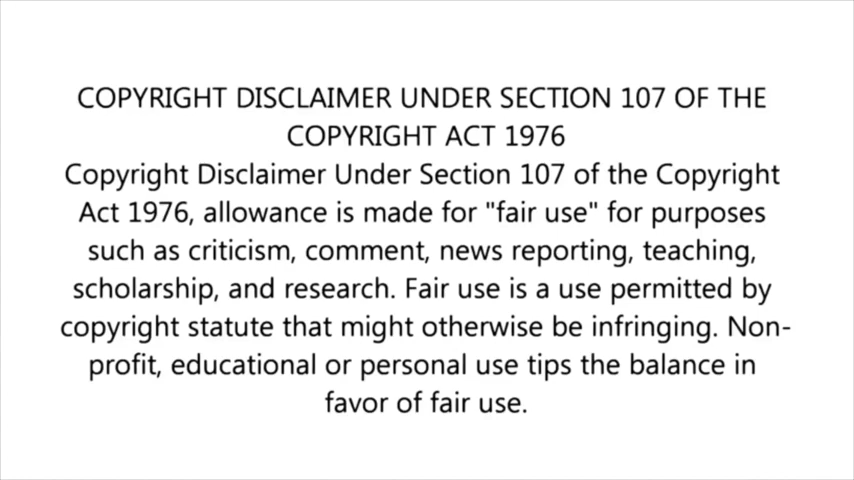 COPYRIGHT DISCLAIMER UNDER SECTION 107 OF THE
COPYRIGHT ACT 1976
Copyright Disclaimer Under Section 107 of the Copyright
Act 1976, allowance is made for "fair use" for purposes
such as criticism, comment, news reporting, teaching,
scholarship, and research. Fair use is a use permitted by
copyright statute that might otherwise be infringing. Non-
profit, educational or personal use tips the balance in
favor of fair use.